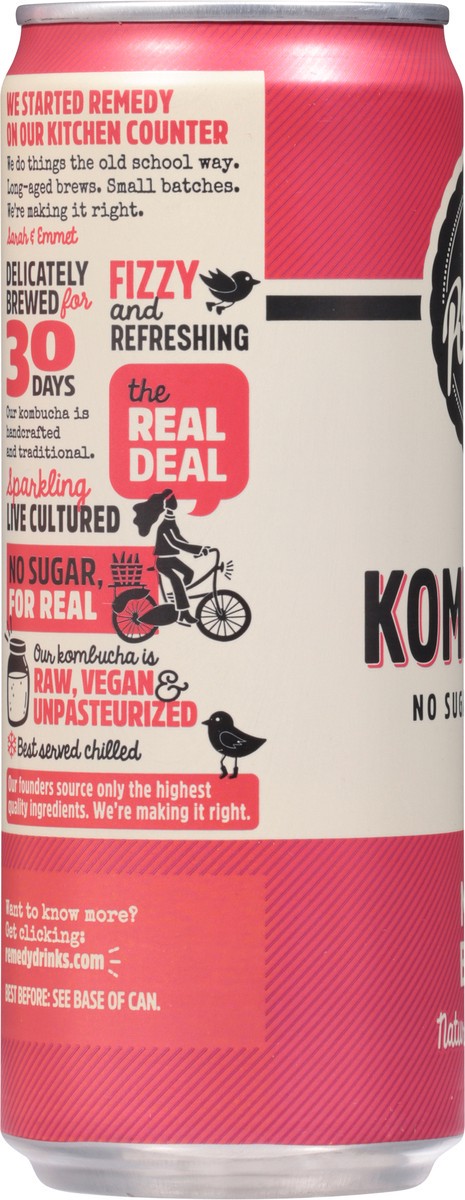 WE STARTED REMEDY
ON OUR KITCHEN COUNTER
We do things the old school way.
Long-aged brews. Small batches.
We're making it right.
Sarah & Emmet
DELICATELY
BREWED for
30
DAYS
Our kombucha is
handcrafted
and traditional.
FIZZY
and
REFRESHING
the
REAL
DEAL
sparkling
LIVE CULTURED
NO SUGAR,
FOR REAL
Our kombucha is
RAW, VEGAN &
UNPASTEURIZED
Best served chilled
Our founders source only the highest
quality ingredients. We're making it right.
Want to know more?
Get clicking:
remedydrinks.com
BEST BEFORE: SEE BASE OF CAN.
KOM
NO SUG